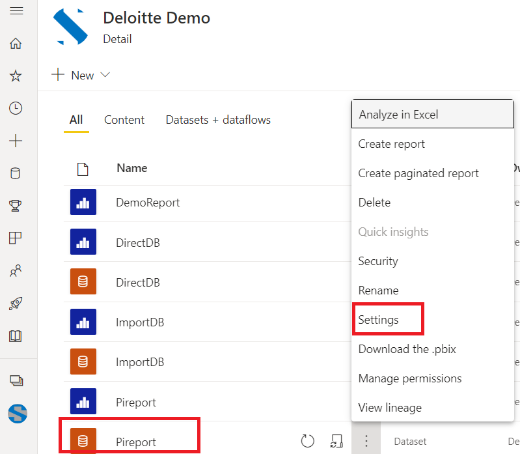 Deloitte Demo
Detail
New
All Content Datasets + dataflows
Name
DemoReport
DirectDB
DirectDB
ImportDB
ImportDB
Pireport
Pireport
Dataset
Analyze in Excel
Create report
Create paginated report
Delete
Quick insights
Security
Rename
Settings
Download the .pbix
Manage permissions
View lineage